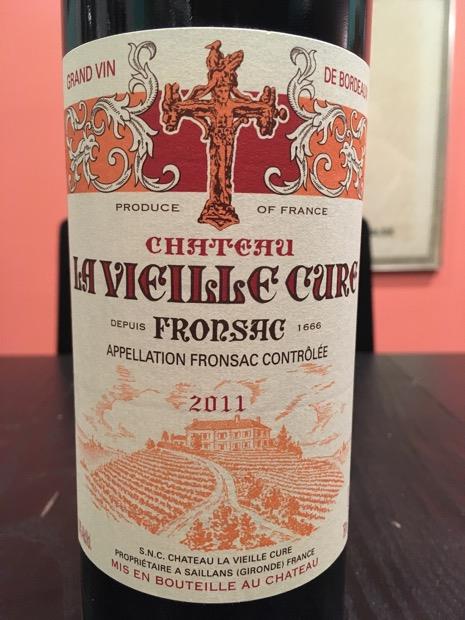 GRAND VIN
DE BORDEAUX
PRODUCE OF FRANCE
CHATEAU
LA VIEILLE CURE
DEPUIS FRONSAC 1666
APPELLATION FRONSAC CONTRÔLÉE
2011
S.N.C. CHATEAU LA VIEILLE CURE
PROPRIÉTAIRE A SAILLANS (GIRONDE) FRANCE
MIS EN BOUTEILLE AU CHATEAU